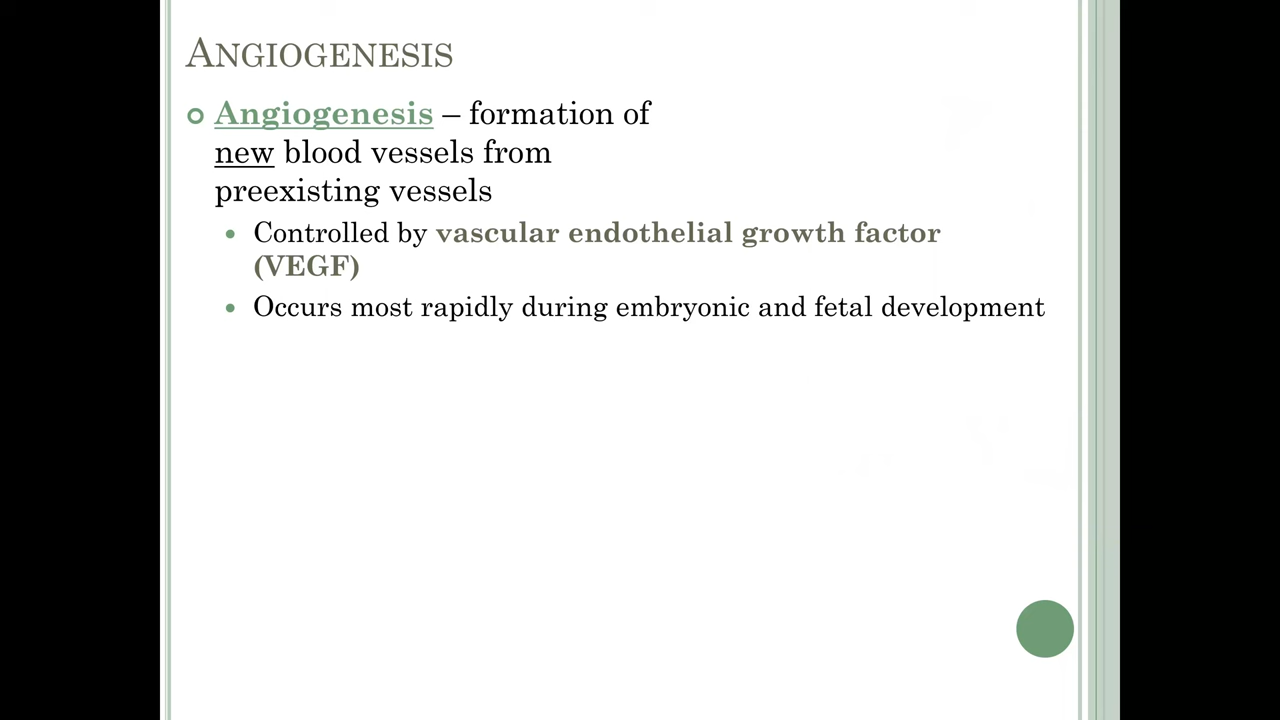 ANGIOGENESIS
Angiogenesis – formation of
new blood vessels from
preexisting vessels
Controlled by vascular endothelial growth factor
(VEGF)
Occurs most rapidly during embryonic and fetal development